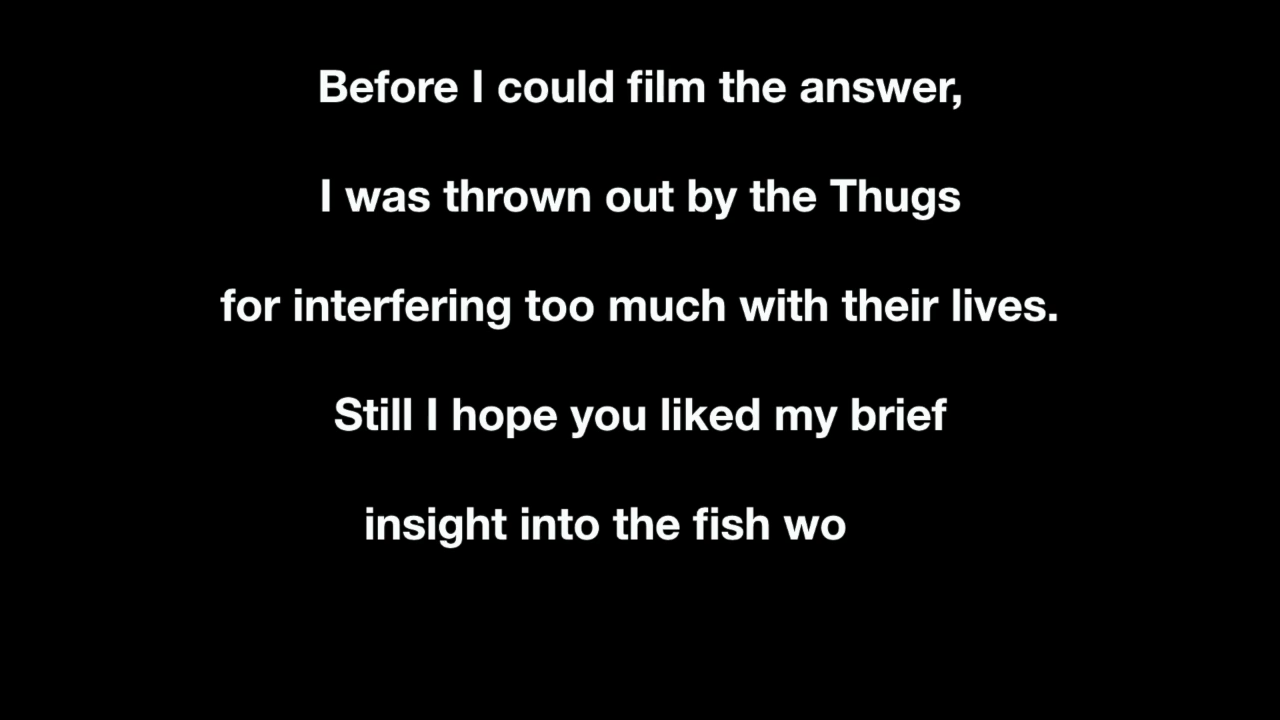 Before I could film the answer,
I was thrown out by the Thugs
for interfering too much with their lives.
Still I hope you liked my brief
insight into the fish wo